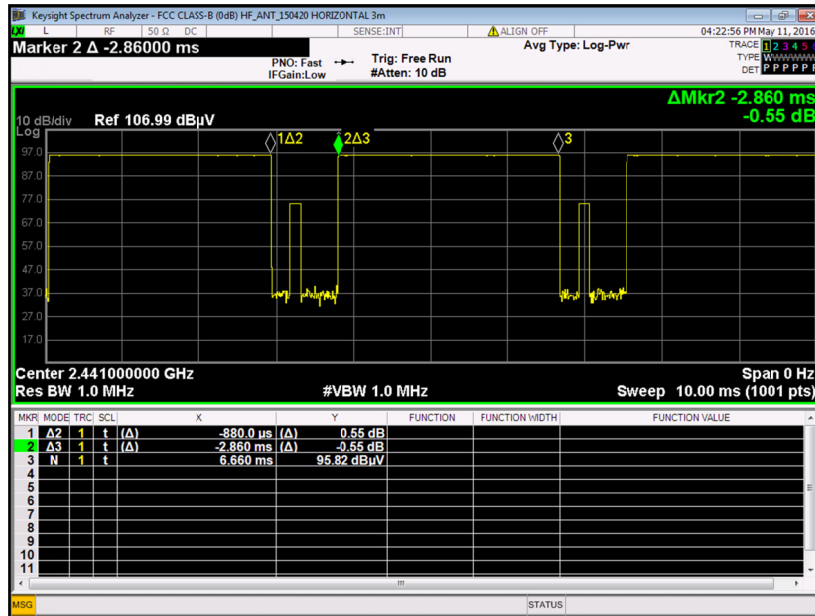 Keysight Spectrum Analyzer - FCC CLASS-B (0dB) HF_ANT_150420 HORIZONTAL 3m
L RF 50 Ω DC SENSE:INT ALIGN OFF 04:22:56 PM May 11, 2016
Marker 2 Δ -2.86000 ms
Avg Type: Log-Pwr
TRACE 1 2 3 4 5 6
TYPE WWWWWW
DET P P P P P P
PNO: Fast
IFGain:Low
Trig: Free Run
#Atten: 10 dB
ΔMkr2 -2.860 ms
-0.55 dB
10 dB/div Ref 106.99 dBµV
Log
1Δ2 2Δ3 3
97.0
87.0
77.0
67.0
57.0
47.0
37.0
27.0
17.0
Center 2.441000000 GHz Span 0 Hz
Res BW 1.0 MHz #VBW 1.0 MHz Sweep 10.00 ms (1001 pts)
MKR MODE TRC SCL X Y FUNCTION FUNCTION WIDTH FUNCTION VALUE
1 Δ2 1 t (Δ) -880.0 µs (Δ) 0.55 dB
2 Δ3 1 t (Δ) -2.860 ms (Δ) -0.55 dB
3 N 1 t 6.660 ms 95.82 dBµV
4
5
6
7
8
9
10
11
MSG STATUS